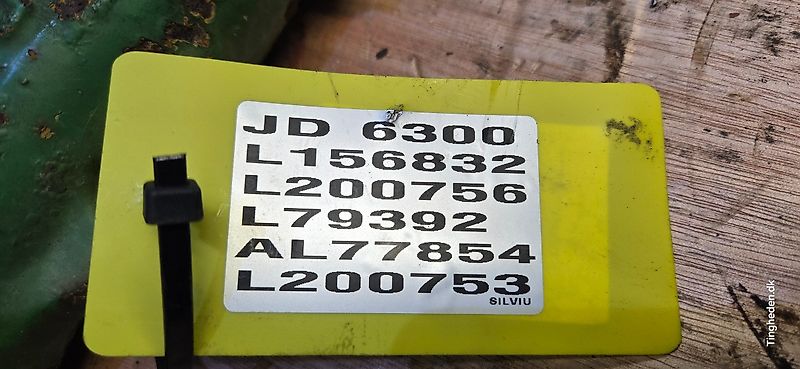 JD 6300
L156832
L200756
L79392
AL77854
L200753
SILVIU
Tingheden.dk